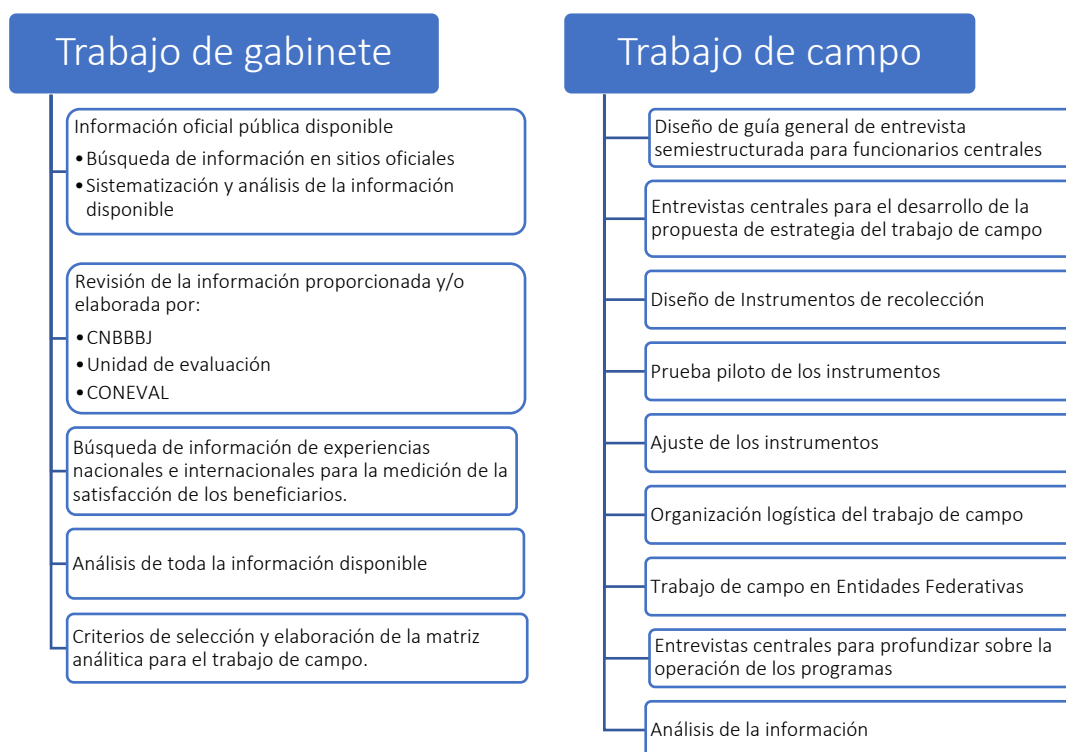 Trabajo de gabinete
Información oficial pública disponible
•Búsqueda de información en sitios oficiales
•Sistematización y análisis de la información
disponible
Revisión de la información proporcionada y/o
elaborada por:
•CNBBBJ
•Unidad de evaluación
•CONEVAL
Búsqueda de información de experiencias
nacionales e internacionales para la medición de la
satisfacción de los beneficiarios.
Análisis de toda la información disponible
Criterios de selección y elaboración de la matriz
análitica para el trabajo de campo.
Trabajo de campo
Diseño de guía general de entrevista
semiestructurada para funcionarios centrales
Entrevistas centrales para el desarrollo de la
propuesta de estrategia del trabajo de campo
Diseño de Instrumentos de recolección
Prueba piloto de los instrumentos
Ajuste de los instrumentos
Organización logística del trabajo de campo
Trabajo de campo en Entidades Federativas
Entrevistas centrales para profundizar sobre la
operación de los programas
Análisis de la información